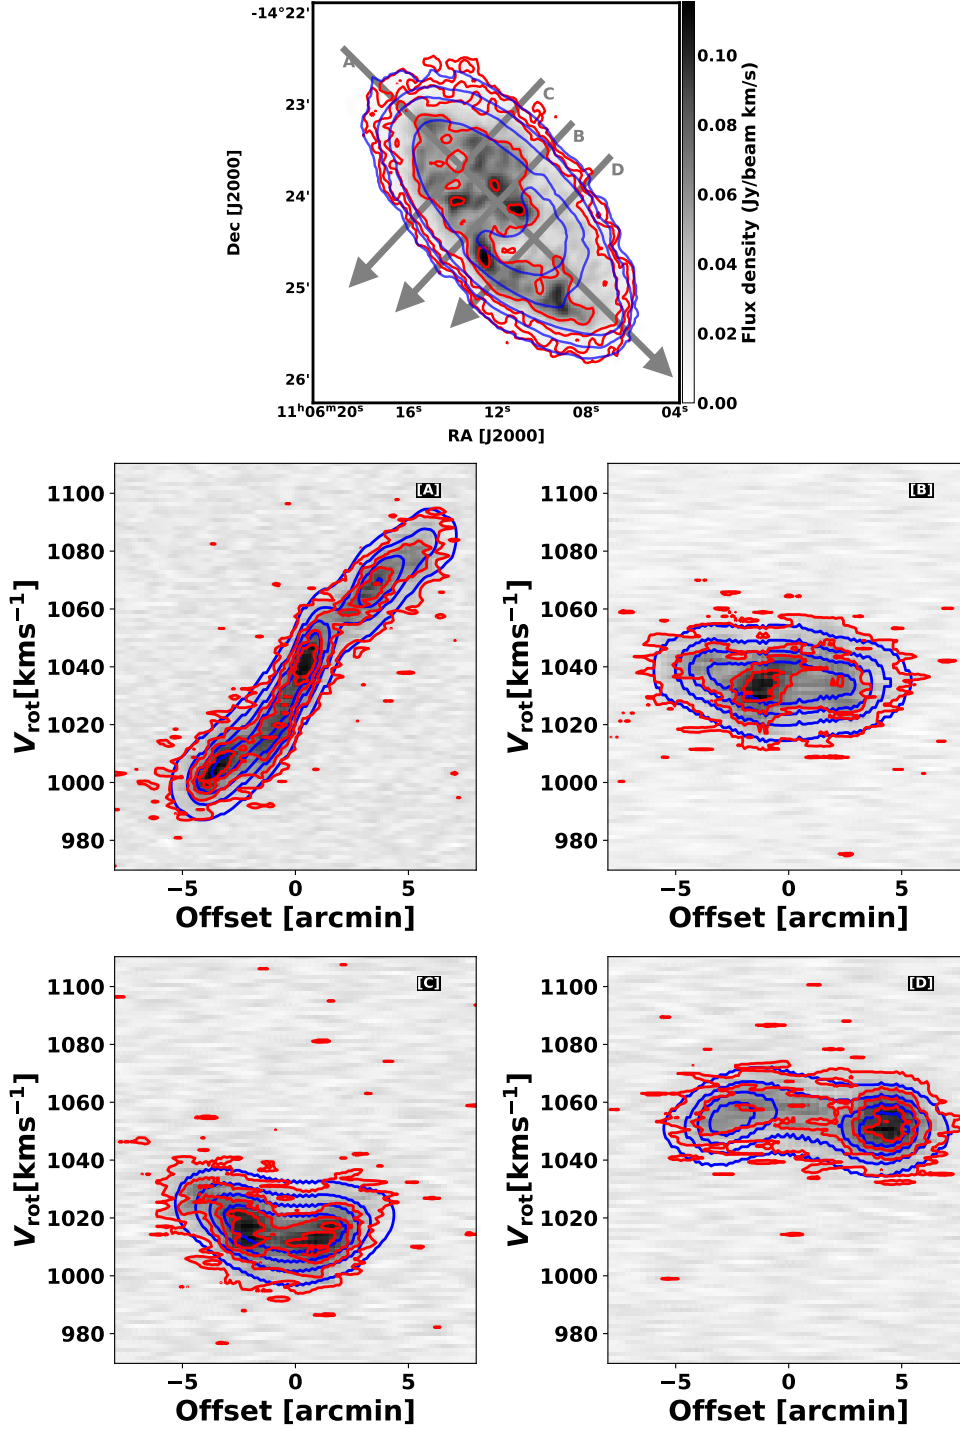 -14°22'
23'
24'
25'
26'
Dec [J2000]
A
C
B
D
11ʰ06ᵐ20ˢ 16ˢ 12ˢ 08ˢ 04ˢ
RA [J2000]
0.10
0.08
0.06
0.04
0.02
0.00
Flux density (Jy/beam km/s)
[A]
1100
1080
1060
1040
1020
1000
980
V_rot[kms⁻¹]
−5 0 5
Offset [arcmin]
[B]
1100
1080
1060
1040
1020
1000
980
V_rot[kms⁻¹]
−5 0 5
Offset [arcmin]
[C]
1100
1080
1060
1040
1020
1000
980
V_rot[kms⁻¹]
−5 0 5
Offset [arcmin]
[D]
1100
1080
1060
1040
1020
1000
980
V_rot[kms⁻¹]
−5 0 5
Offset [arcmin]